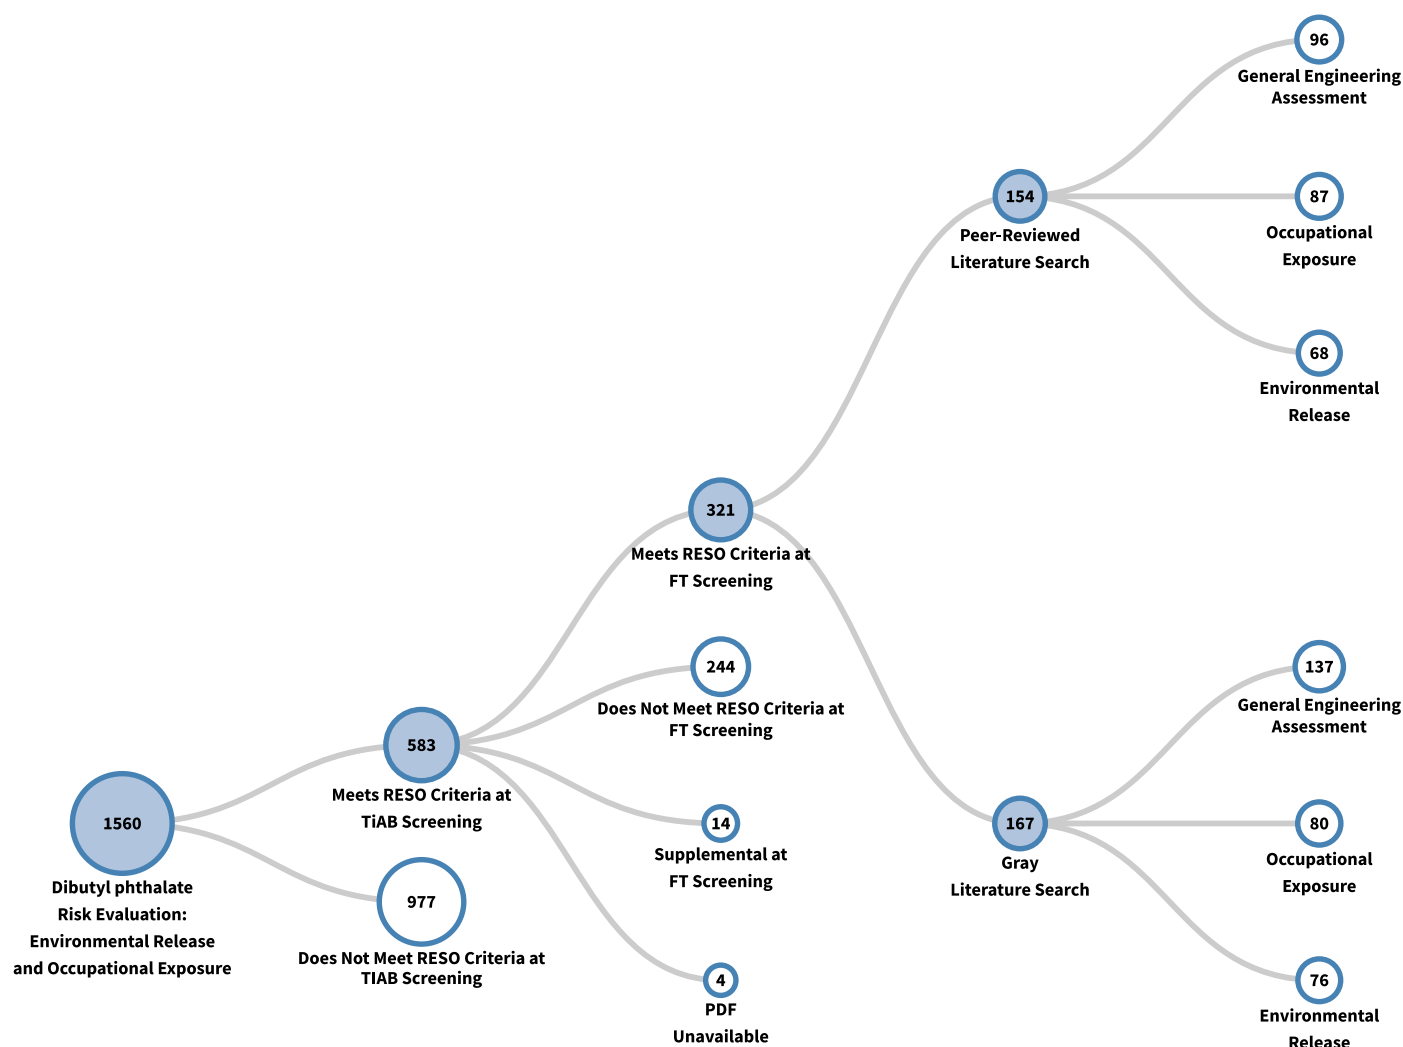 96
General Engineering
Assessment
154
Peer-Reviewed
Literature Search
87
Occupational
Exposure
68
Environmental
Release
321
Meets RESO Criteria at
FT Screening
244
Does Not Meet RESO Criteria at
FT Screening
137
General Engineering
Assessment
583
Meets RESO Criteria at
TiAB Screening
1560
Dibutyl phthalate
Risk Evaluation:
Environmental Release
and Occupational Exposure
14
Supplemental at
FT Screening
167
Gray
Literature Search
80
Occupational
Exposure
977
Does Not Meet RESO Criteria at
TIAB Screening
4
PDF
Unavailable
76
Environmental
Release